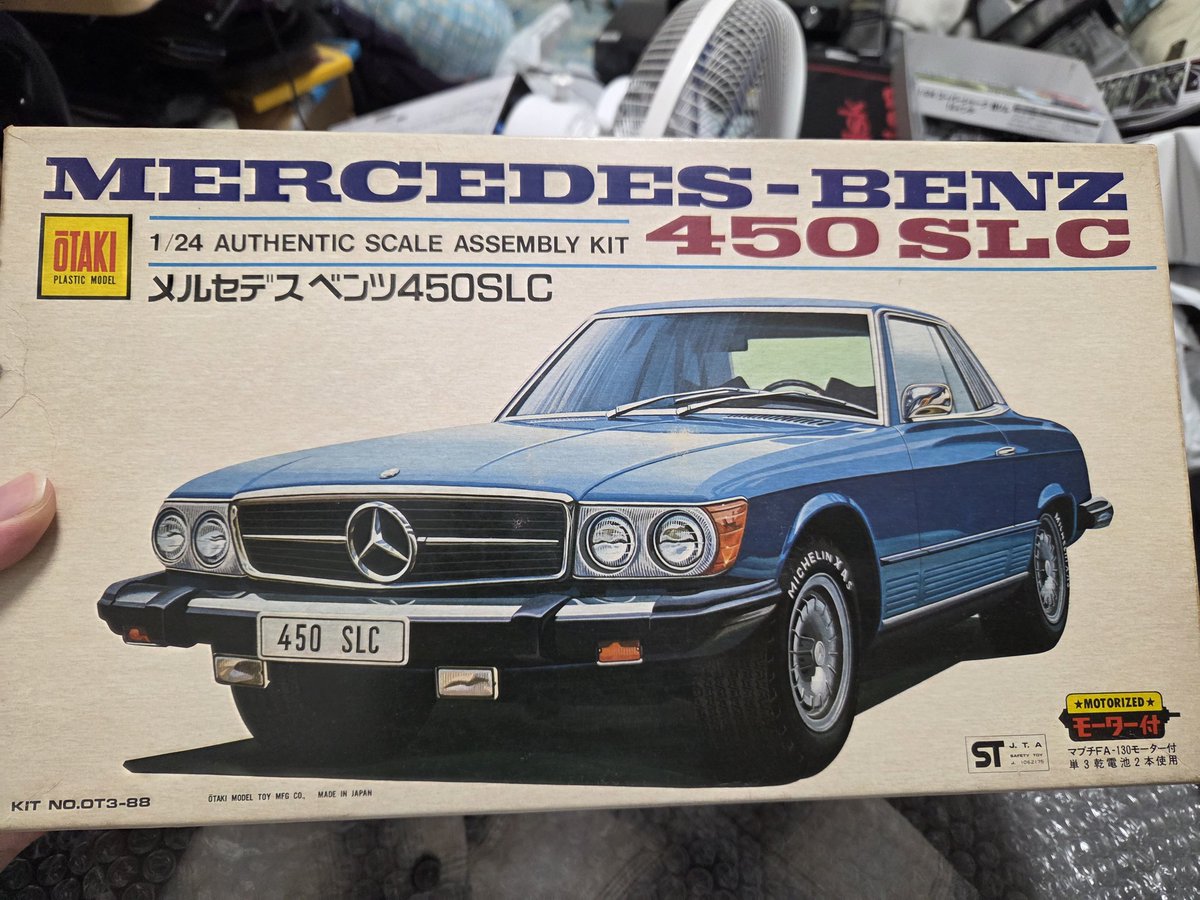 MERCEDES-BENZ
450 SLC
ŌTAKI
PLASTIC MODEL
1/24 AUTHENTIC SCALE ASSEMBLY KIT
メルセデス ベンツ450SLC
MICHELIN XAS
450 SLC
★MOTORIZED★
モーター付
マブチFA-130モーター付
単3乾電池2本使用
ST
J.T.A
SAFETY TOY
KIT NO.OT3-88
ŌTAKI MODEL TOY MFG CO., MADE IN JAPAN